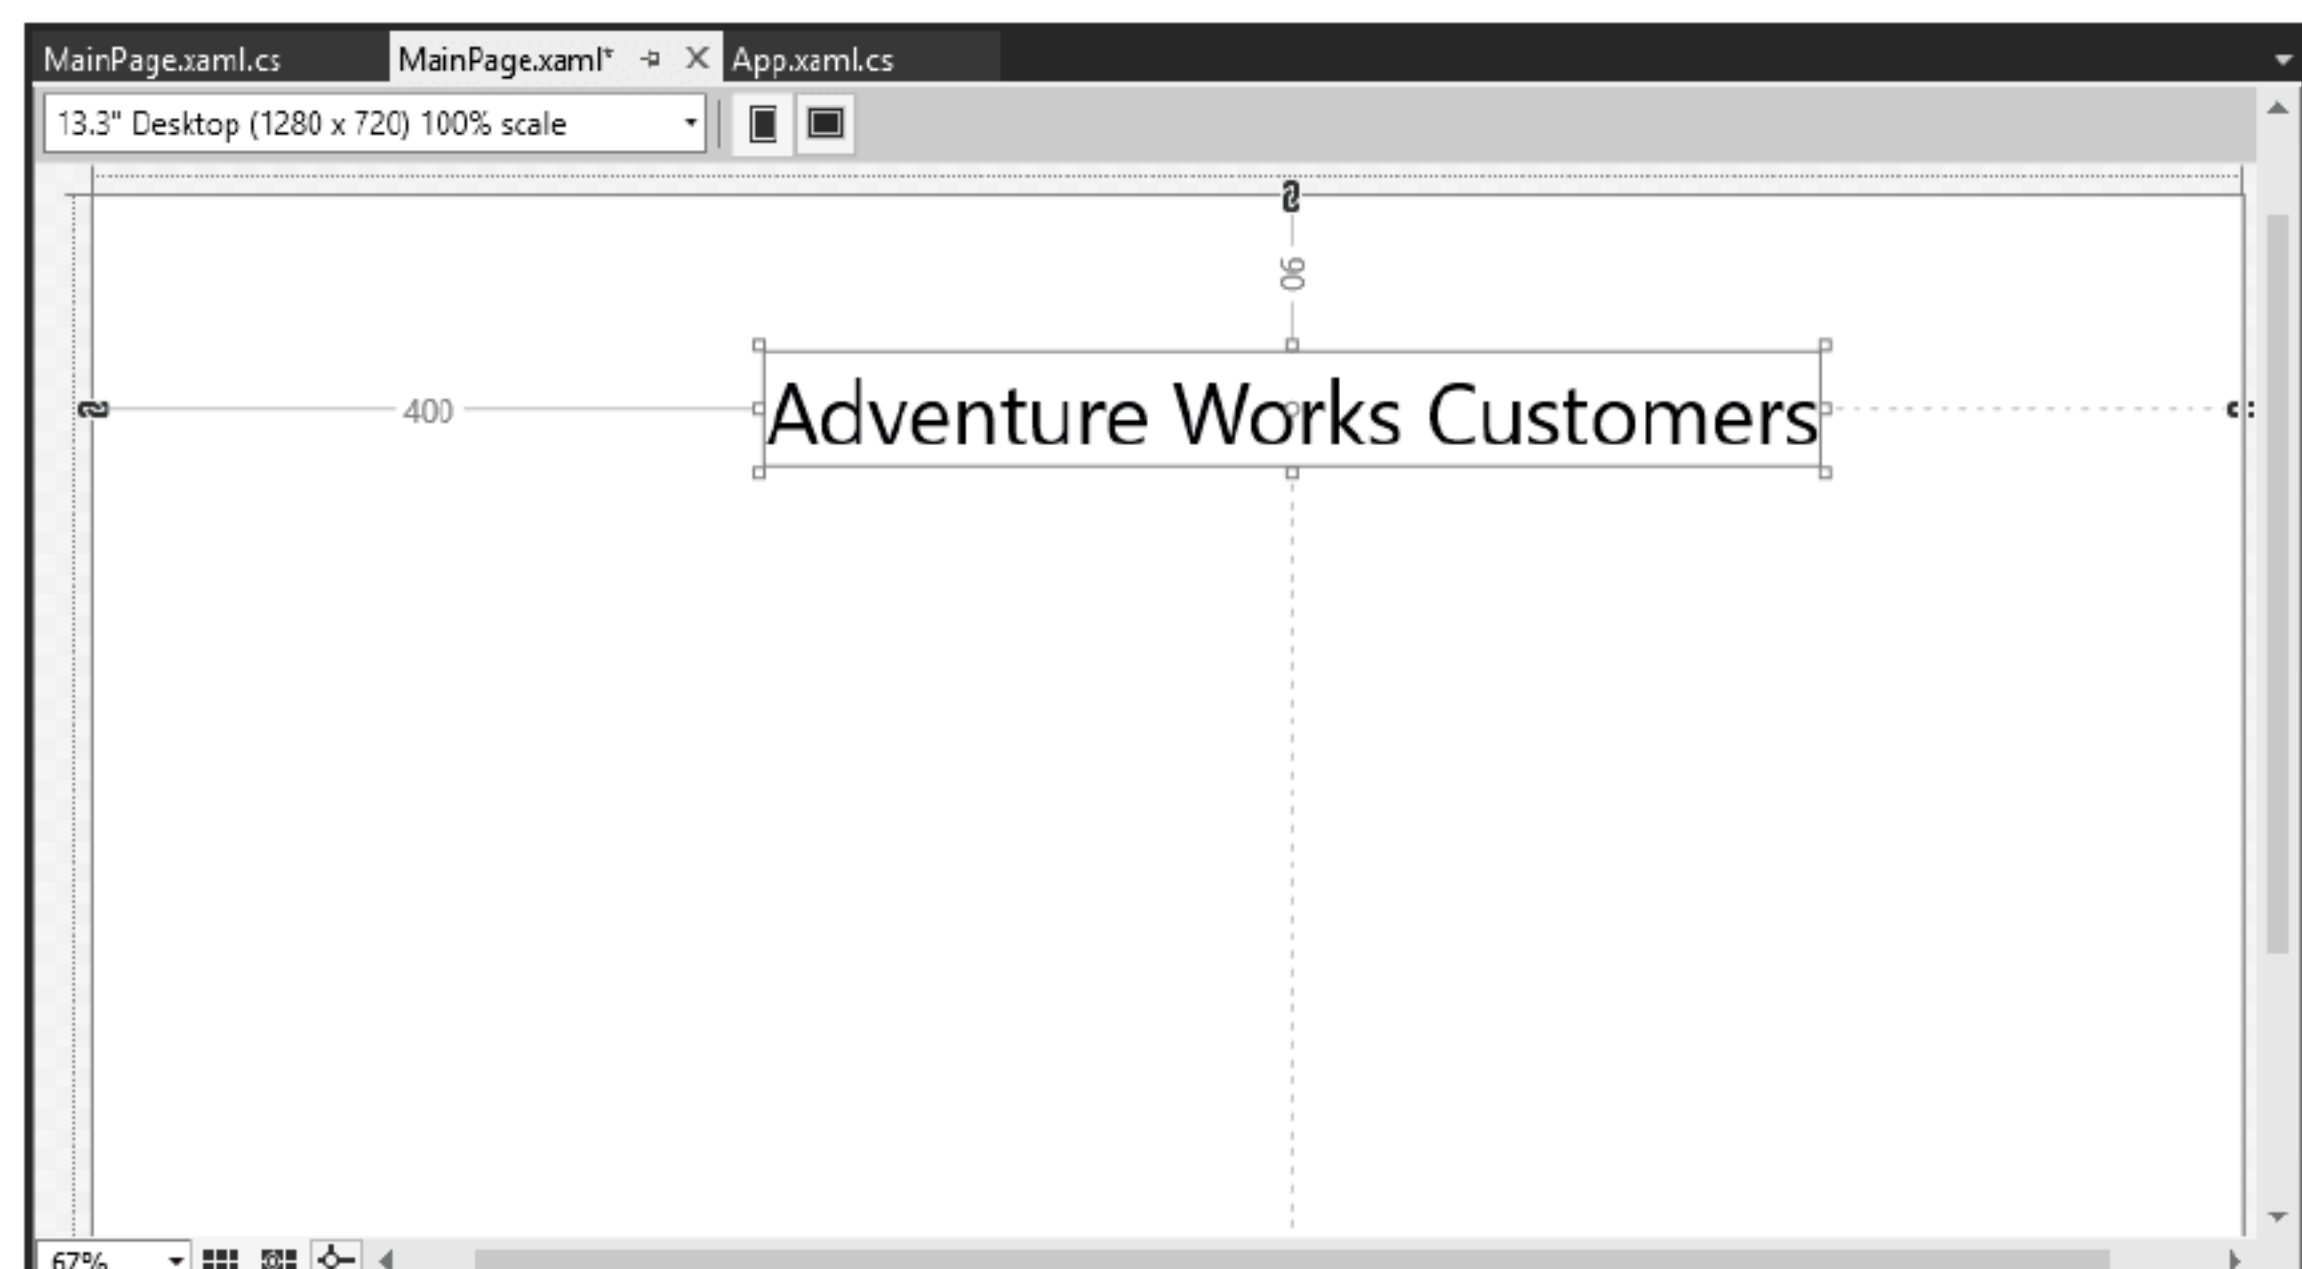 MainPage.xaml.cs MainPage.xaml* App.xaml.cs
13.3" Desktop (1280 x 720) 100% scale
90
400 Adventure Works Customers
67%